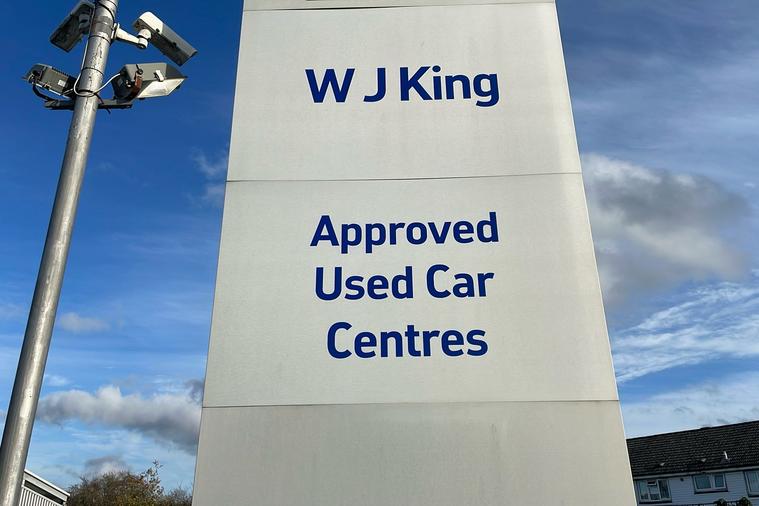 W J King
Approved
Used Car
Centres